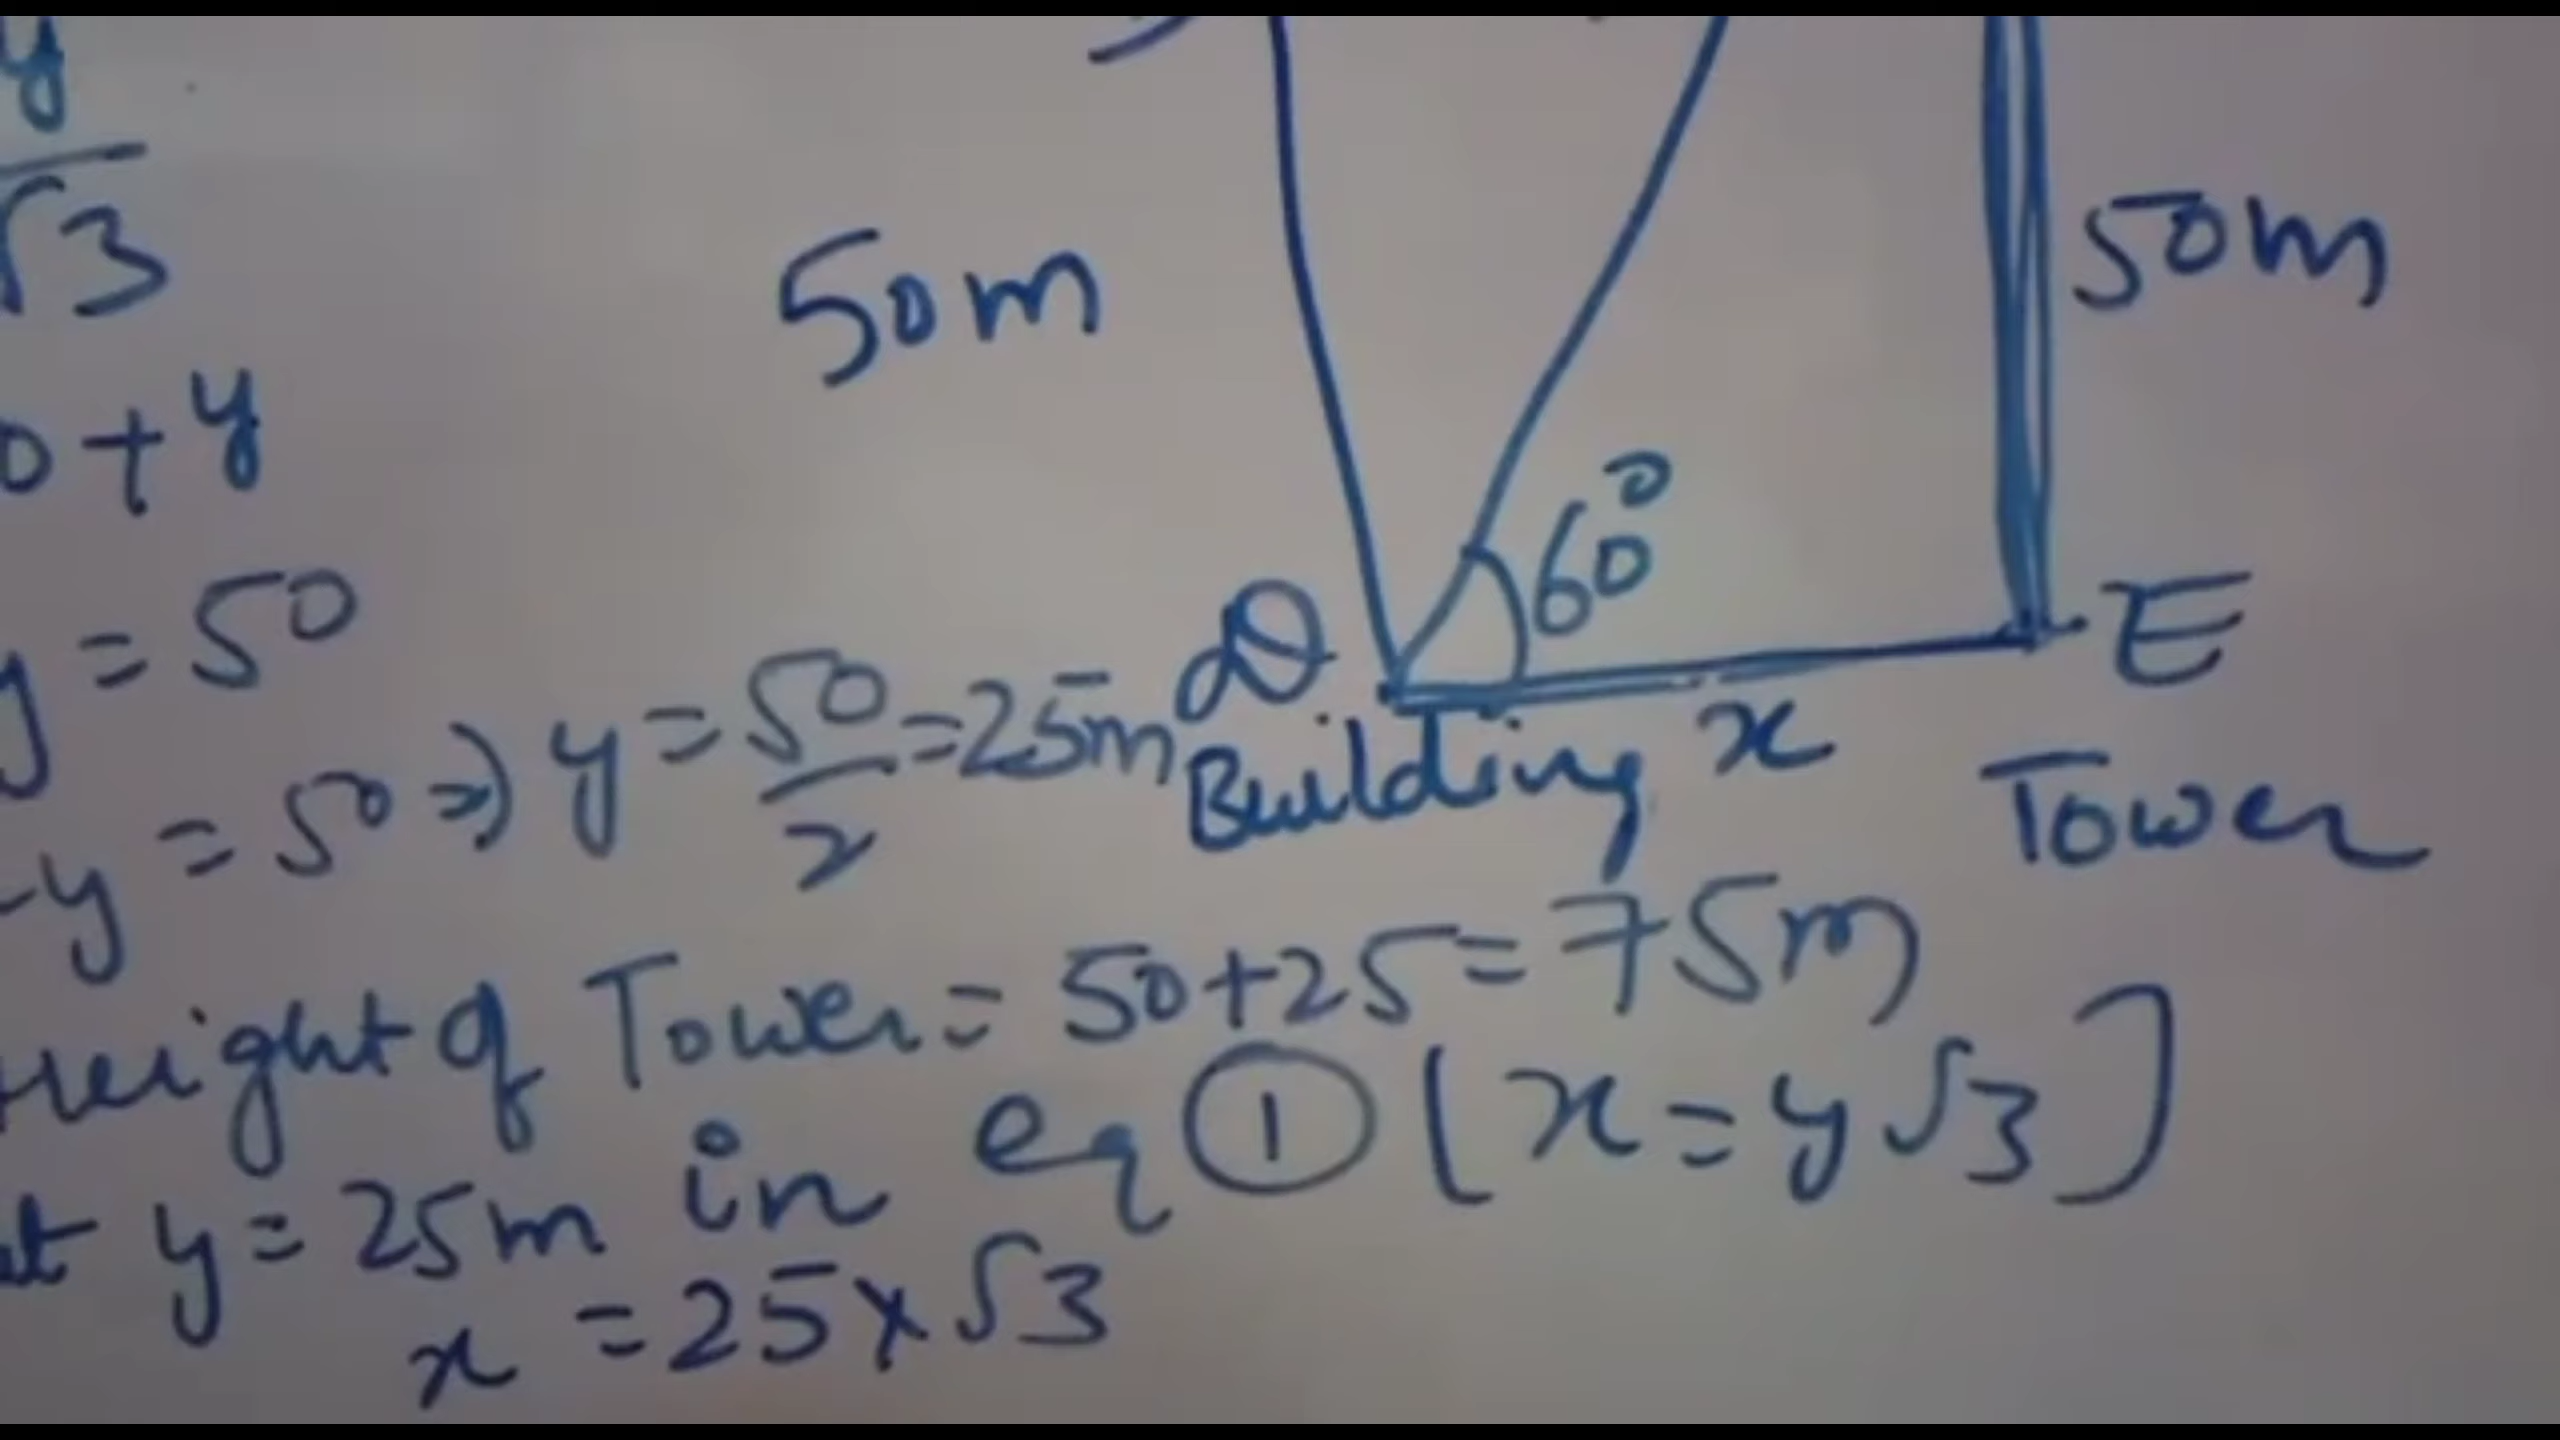 y
√3
50m
50m
0+y
60°
y = 50
D
E
-y = 50 ⇒ y = 50/2 = 25m
Building
x
Tower
Height of Tower = 50+25 = 75m
y = 25m in eq ① [x = y√3]
x = 25×√3